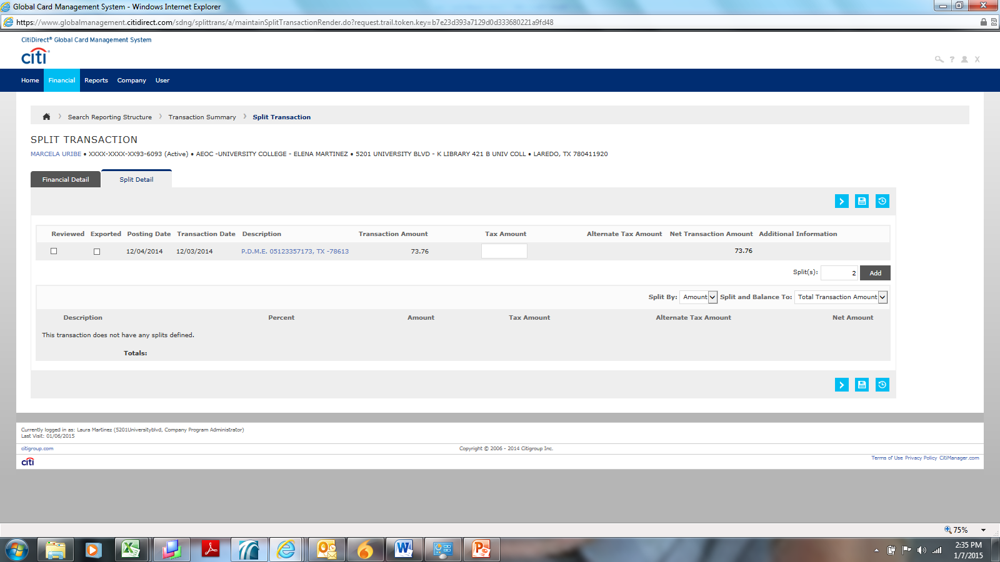 Global Card Management System - Windows Internet Explorer
https://www.globalmanagement.citidirect.com/sdng/splittrans/a/maintainSplitTransactionRender.do?request.trail.token.key=b7e23d393a7129d0d333680221a9fd48
CitiDirect® Global Card Management System
citi
Home Financial Reports Company User
Search Reporting Structure Transaction Summary Split Transaction
SPLIT TRANSACTION
MARCELA URIBE • XXXX-XXXX-XX93-6093 (Active) • AEOC -UNIVERSITY COLLEGE - ELENA MARTINEZ • 5201 UNIVERSITY BLVD - K LIBRARY 421 B UNIV COLL • LAREDO, TX 780411920
Financial Detail Split Detail
Reviewed Exported Posting Date Transaction Date Description Transaction Amount Tax Amount Alternate Tax Amount Net Transaction Amount Additional Information
12/04/2014 12/03/2014 P.D.M.E. 05123357173, TX -78613 73.76 73.76
Split(s): 2 Add
Split By: Amount Split and Balance To: Total Transaction Amount
Description Percent Amount Tax Amount Alternate Tax Amount Net Amount
This transaction does not have any splits defined.
Totals:
Currently logged in as: Laura Martinez (5201Universityblvd, Company Program Administrator)
Last Visit: 01/06/2015
citigroup.com Copyright © 2006 - 2014 Citigroup Inc.
citi Terms of Use Privacy Policy CitiManager.com
75%
2:35 PM
1/7/2015